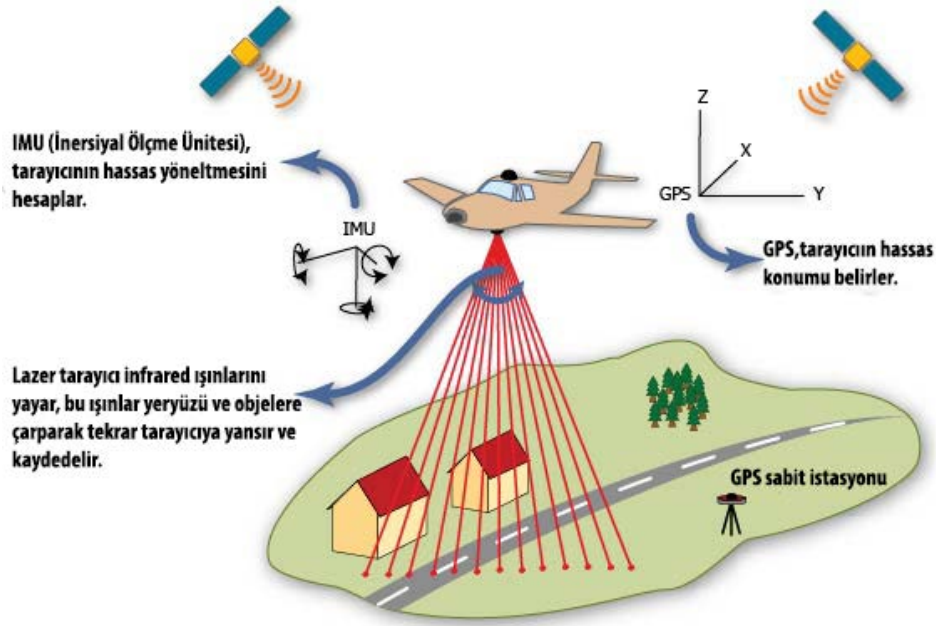 IMU (İnersiyal Ölçme Ünitesi),
tarayıcının hassas yöneltmesini
hesaplar.
IMU
Z
X
GPS
Y
GPS,tarayıcıın hassas
konumu belirler.
Lazer tarayıcı infrared ışınlarını
yayar, bu ışınlar yeryüzü ve objelere
çarparak tekrar tarayıcıya yansır ve
kaydedelir.
GPS sabit istasyonu